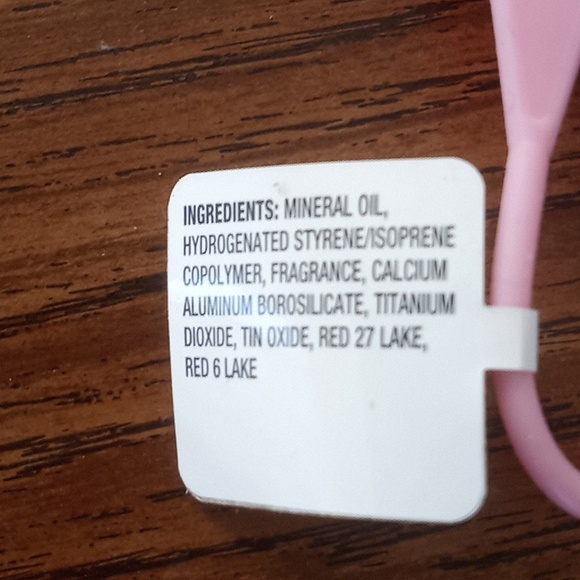 INGREDIENTS: MINERAL OIL,
HYDROGENATED STYRENE/ISOPRENE
COPOLYMER, FRAGRANCE, CALCIUM
ALUMINUM BOROSILICATE, TITANIUM
DIOXIDE, TIN OXIDE, RED 27 LAKE,
RED 6 LAKE